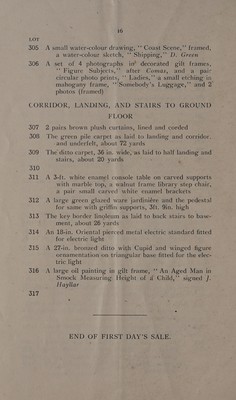 46
LOT
305 A small water-colour drawing, "Coast Scene," framed,
a water-colour sketch, "Shipping," D. Green
306 A set of 4 photographs in decorated gilt frames,
"Figure Subjects," after Comas, and a pair
circular photo prints, "Ladies," a small etching in
mahogany frame, "Somebody's Luggage," and 2
photos (framed)
CORRIDOR, LANDING, AND STAIRS TO GROUND
FLOOR
307 2 pairs brown plush curtains, lined and corded
308 The green pile carpet as laid to landing and corridor,
and underfelt, about 72 yards
309 The ditto carpet, 36 in. wide, as laid to half landing and
stairs, about 20 yards
310
311 A 3-ft. white enamel console table on carved supports
with marble top, a walnut frame library step chair,
a pair small carved white enamel brackets
312 A large green glazed ware jardinière and the pedestal
for same with griffin supports, 3ft. 9in. high
313 The key border linoleum as laid to back stairs to base-
ment, about 26 yards
314 An 18-in. Oriental pierced metal electric standard fitted
for electric light
315 A 27-in. bronzed ditto with Cupid and winged figure
ornamentation on triangular base fitted for the elec-
tric light
316 A large oil painting in gilt frame, "An Aged Man in
Smock Measuring Height of a Child," signed J.
Hayllar
317
END OF FIRST DAY'S SALE.